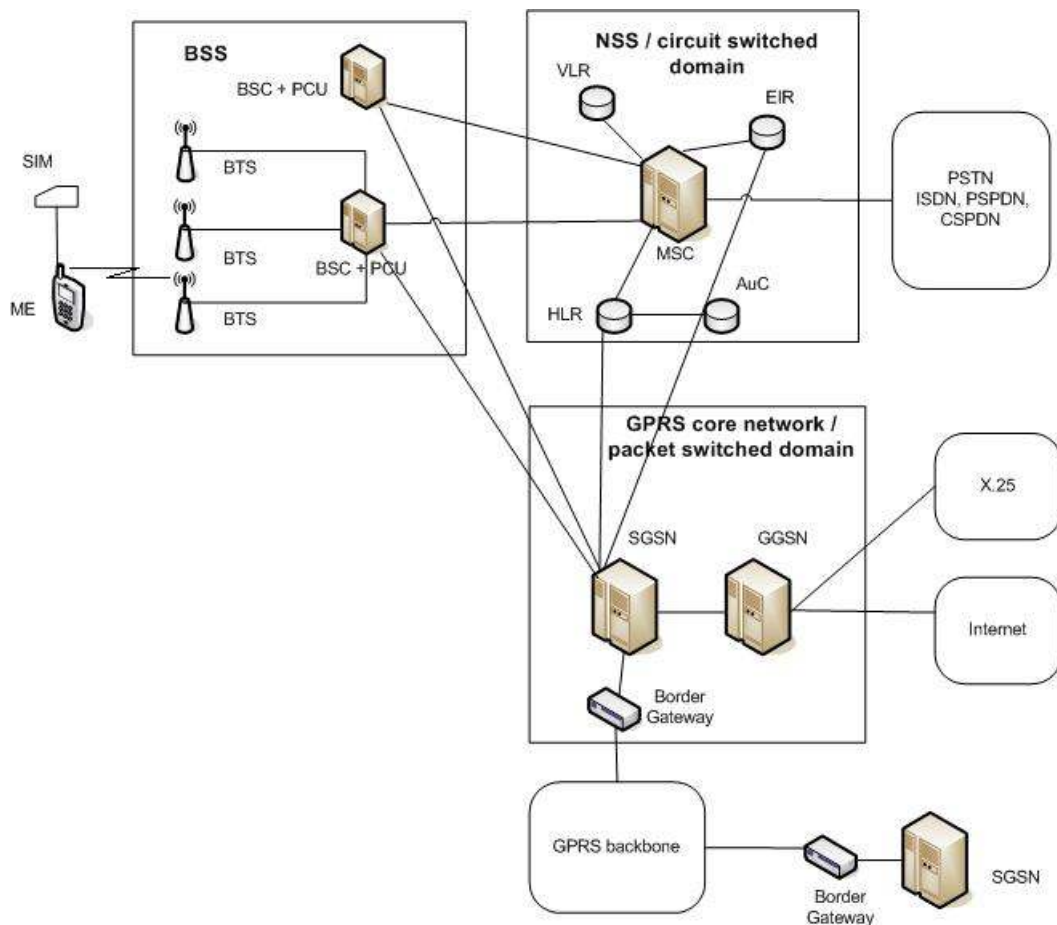 BSS
NSS / circuit switched
domain
BSC + PCU
VLR
EIR
SIM
BTS
PSTN
ISDN, PSPDN,
CSPDN
BTS
BSC + PCU
MSC
ME
BTS
HLR
AuC
GPRS core network /
packet switched domain
X.25
SGSN
GGSN
Internet
Border
Gateway
GPRS backbone
SGSN
Border
Gateway